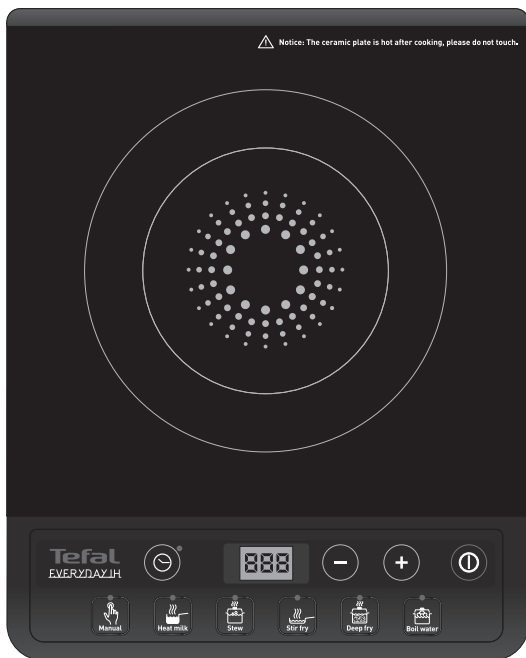 Notice: The ceramic plate is hot after cooking, please do not touch.
Tefal
EVERYDAY IH
888
Manual
Heat milk
Stew
Stir fry
Deep fry
Boil water